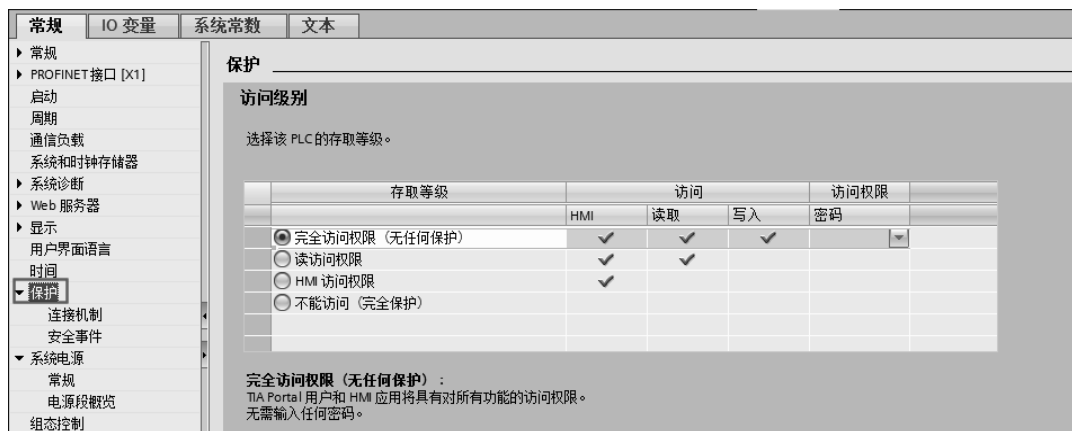 常规 IO 变量 系统常数 文本
常规
PROFINET接口 [X1]
启动
周期
通信负载
系统和时钟存储器
系统诊断
Web 服务器
显示
用户界面语言
时间
保护
连接机制
安全事件
系统电源
常规
电源段概览
组态控制
保护
访问级别
选择该 PLC的存取等级。
存取等级 访问 访问权限
HMI 读取 写入 密码
完全访问权限（无任何保护）
读访问权限
HMI 访问权限
不能访问（完全保护）
完全访问权限（无任何保护）：
TIA Portal 用户和 HMI 应用将具有对所有功能的访问权限。
无需输入任何密码。